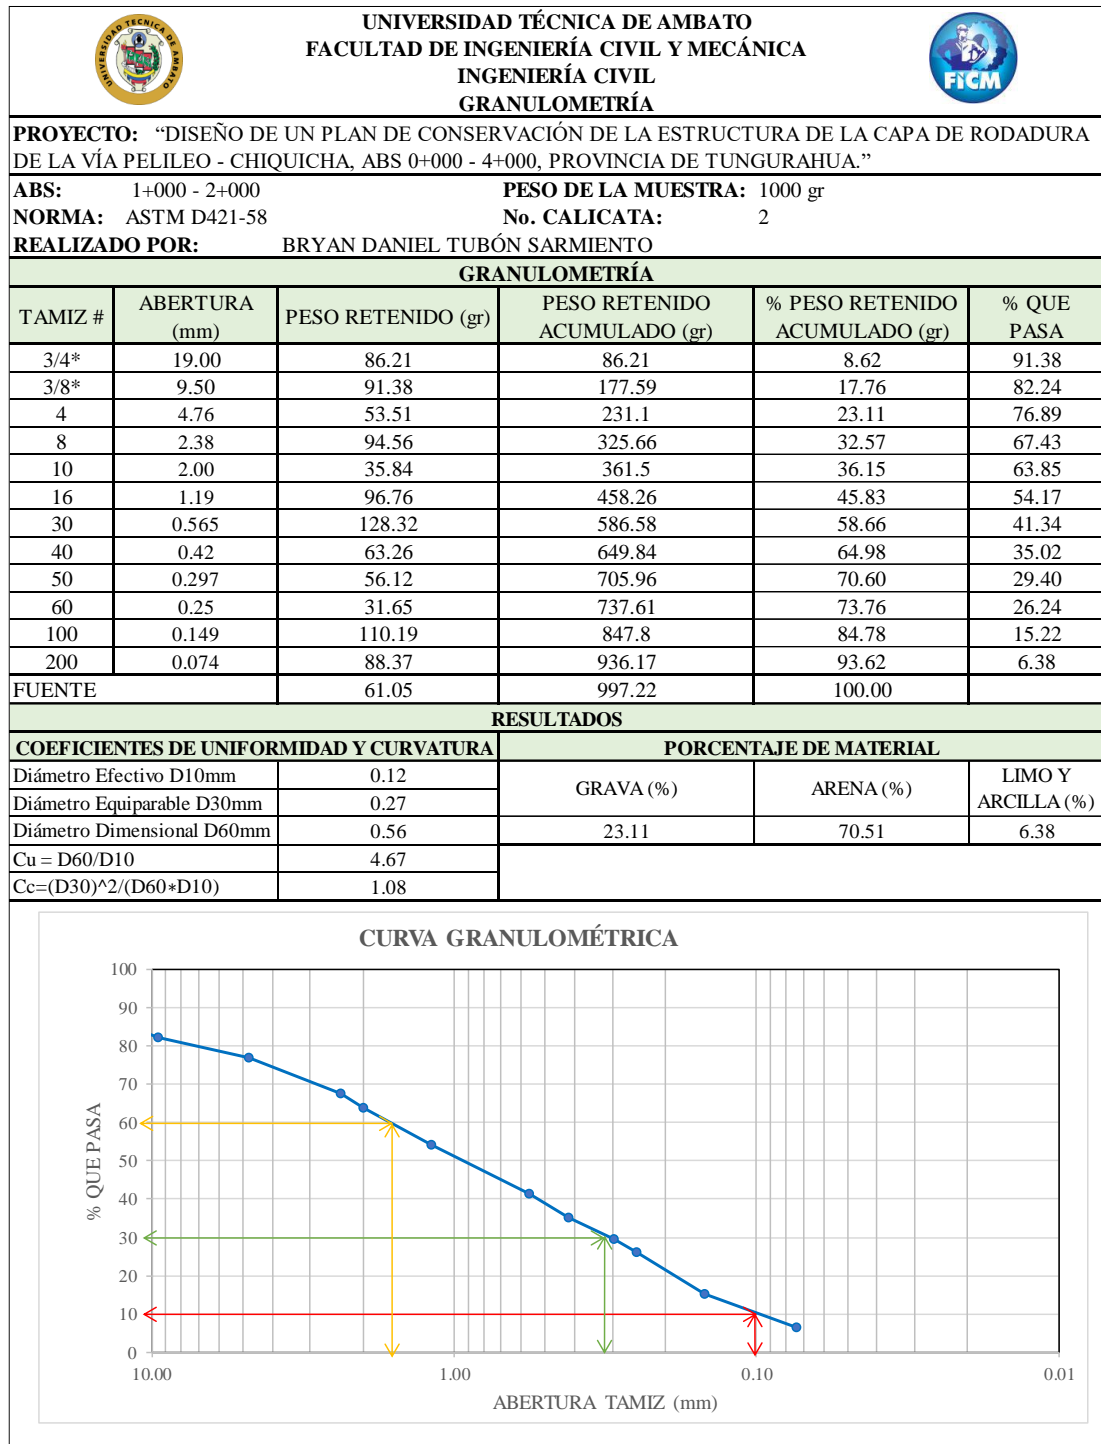 UNIVERSIDAD TÉCNICA DE AMBATO
FACULTAD DE INGENIERÍA CIVIL Y MECÁNICA
INGENIERÍA CIVIL
GRANULOMETRÍA
UNIVERSIDAD TECNICA DE AMBATO
FICM
PROYECTO: “DISEÑO DE UN PLAN DE CONSERVACIÓN DE LA ESTRUCTURA DE LA CAPA DE RODADURA
DE LA VÍA PELILEO - CHIQUICHA, ABS 0+000 - 4+000, PROVINCIA DE TUNGURAHUA.”
ABS: 1+000 - 2+000 PESO DE LA MUESTRA: 1000 gr
NORMA: ASTM D421-58 No. CALICATA: 2
REALIZADO POR: BRYAN DANIEL TUBÓN SARMIENTO
GRANULOMETRÍA
TAMIZ # ABERTURA (mm) PESO RETENIDO (gr) PESO RETENIDO ACUMULADO (gr) % PESO RETENIDO ACUMULADO (gr) % QUE PASA
3/4* 19.00 86.21 86.21 8.62 91.38
3/8* 9.50 91.38 177.59 17.76 82.24
4 4.76 53.51 231.1 23.11 76.89
8 2.38 94.56 325.66 32.57 67.43
10 2.00 35.84 361.5 36.15 63.85
16 1.19 96.76 458.26 45.83 54.17
30 0.565 128.32 586.58 58.66 41.34
40 0.42 63.26 649.84 64.98 35.02
50 0.297 56.12 705.96 70.60 29.40
60 0.25 31.65 737.61 73.76 26.24
100 0.149 110.19 847.8 84.78 15.22
200 0.074 88.37 936.17 93.62 6.38
FUENTE 61.05 997.22 100.00
RESULTADOS
COEFICIENTES DE UNIFORMIDAD Y CURVATURA PORCENTAJE DE MATERIAL
Diámetro Efectivo D10mm 0.12
Diámetro Equiparable D30mm 0.27
Diámetro Dimensional D60mm 0.56
Cu = D60/D10 4.67
Cc=(D30)^2/(D60*D10) 1.08
GRAVA (%) ARENA (%) LIMO Y ARCILLA (%)
23.11 70.51 6.38
CURVA GRANULOMÉTRICA
% QUE PASA
100
90
80
70
60
50
40
30
20
10
0
10.00 1.00 0.10 0.01
ABERTURA TAMIZ (mm)